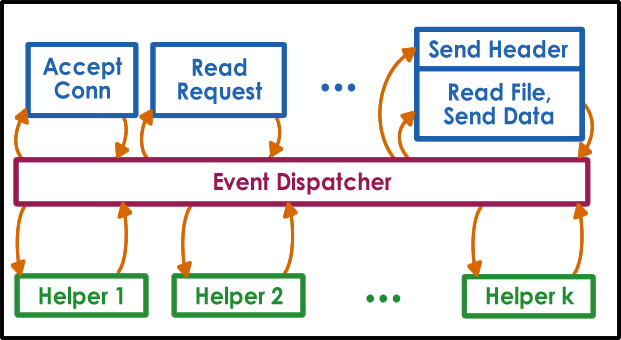 Accept
Conn
Read
Request
...
Send Header
Read File,
Send Data
Event Dispatcher
Helper 1
Helper 2
...
Helper k